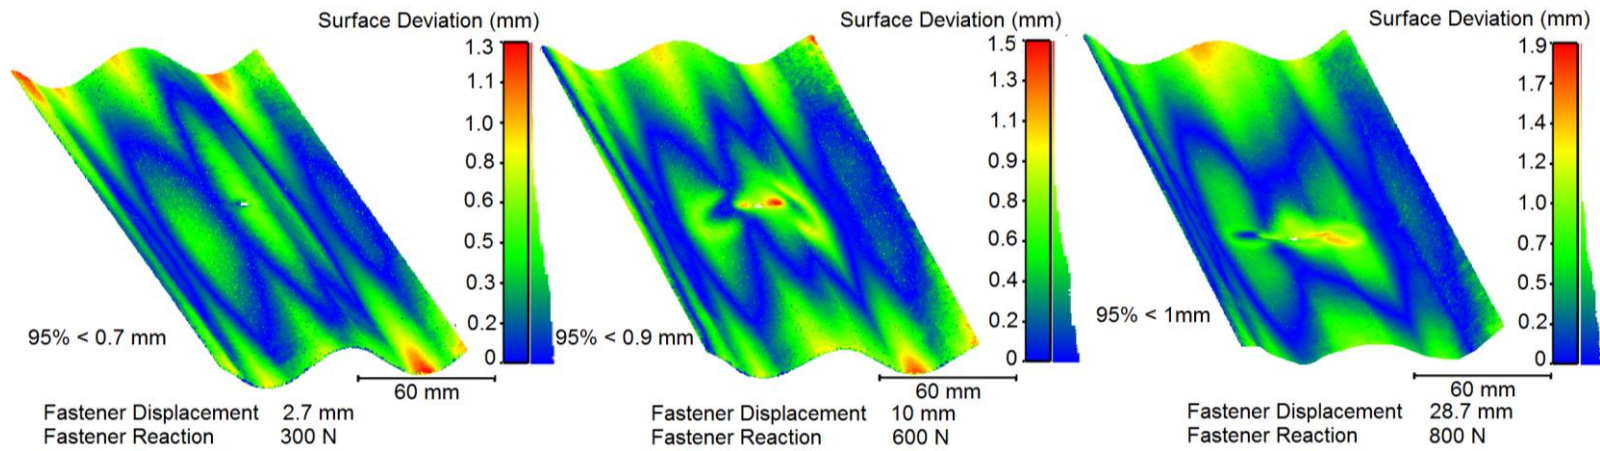 Surface Deviation (mm)
1.3
1.1
1.0
0.8
0.6
0.5
0.3
0.2
0
95% < 0.7 mm
60 mm
Fastener Displacement 2.7 mm
Fastener Reaction 300 N
Surface Deviation (mm)
1.5
1.3
1.1
0.9
0.6
0.4
0.2
0
95% < 0.9 mm
60 mm
Fastener Displacement 10 mm
Fastener Reaction 600 N
Surface Deviation (mm)
1.9
1.7
1.4
1.2
1.0
0.7
0.5
0.2
0
95% < 1mm
60 mm
Fastener Displacement 28.7 mm
Fastener Reaction 800 N